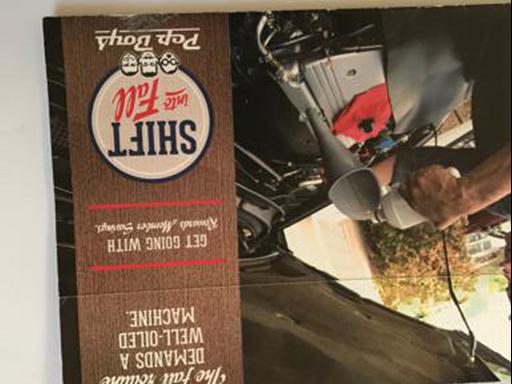 The fall routine
DEMANDS A
WELL-OILED
MACHINE.
GET GOING WITH
Rewards Member Savings.
SHIFT
into Fall
Pep Boys